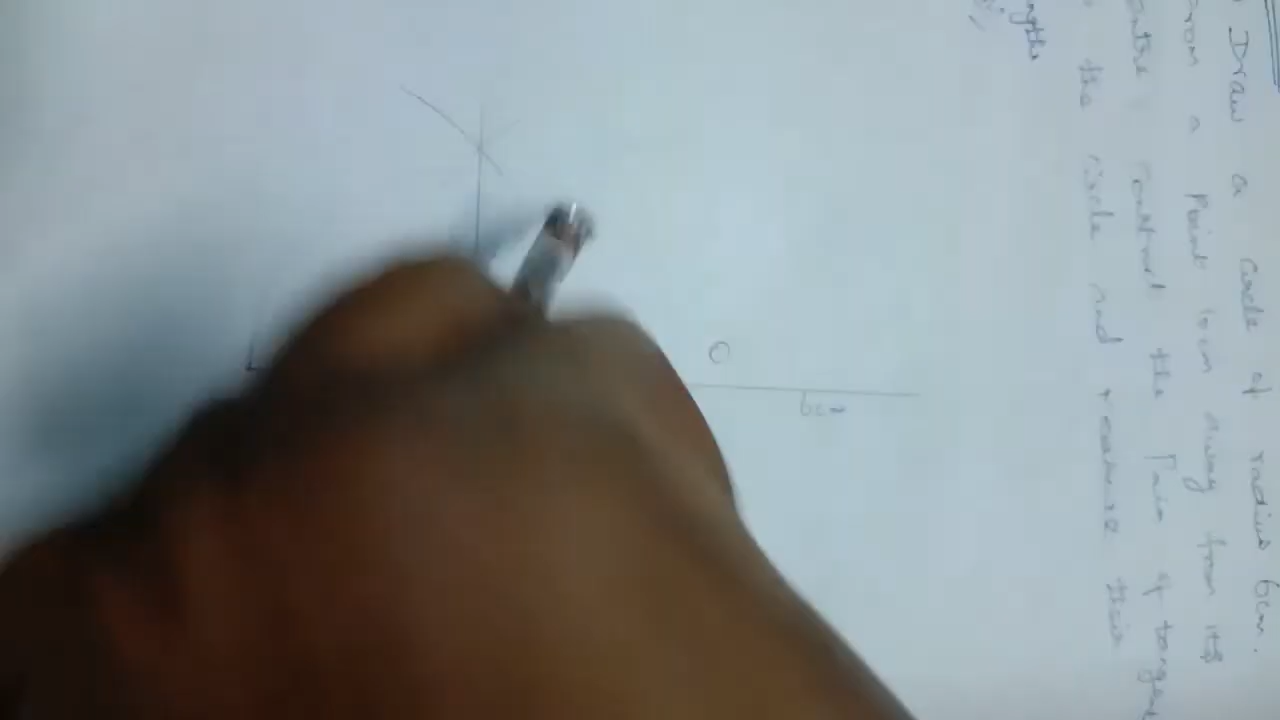 Draw a circle of radius 6cm.
from a Point 10cm away from its
centre, construct the Pair of tangen
the circle and measure their
lengths
O
6cm